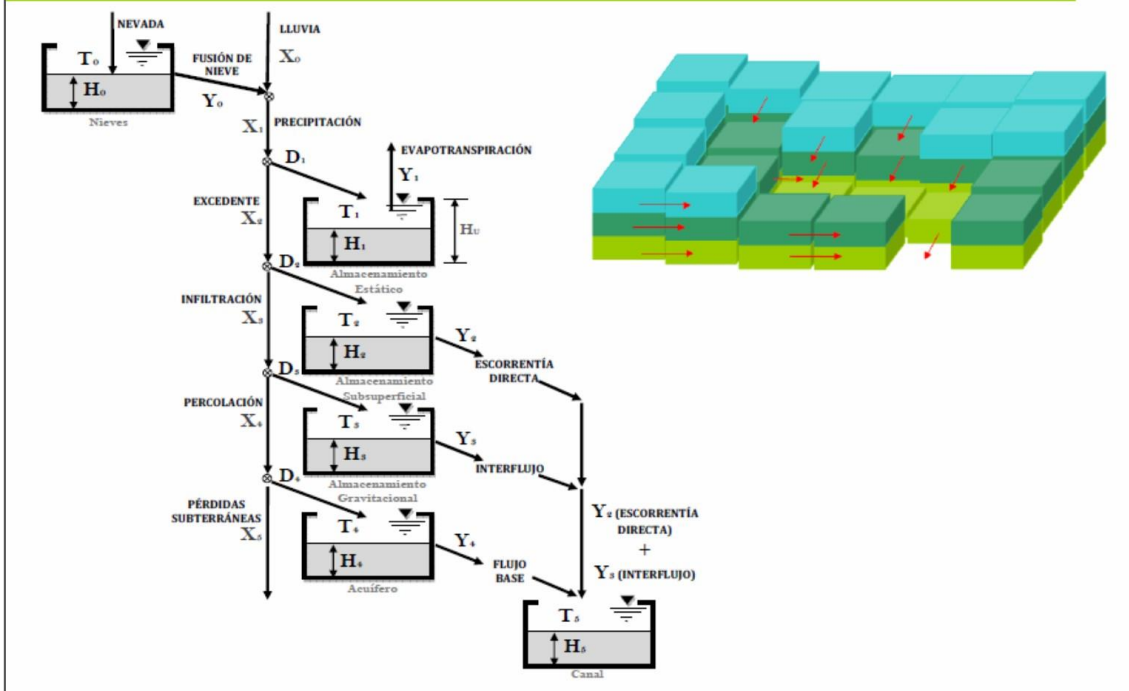 NEVADA
T₀
H₀
Nieves
FUSIÓN DE
NIEVE
Y₀
LLUVIA
X₀
X₁
PRECIPITACIÓN
D₁
EVAPOTRANSPIRACIÓN
Y₁
EXCEDENTE
X₂
T₁
H₁
Hᵤ
Almacenamiento
Estático
D₂
INFILTRACIÓN
X₃
T₂
H₂
Almacenamiento
Subsuperficial
Y₂
ESCORRENTÍA
DIRECTA
D₃
PERCOLACIÓN
X₄
T₃
H₃
Almacenamiento
Gravitacional
Y₃
INTERFLUJO
D₄
PÉRDIDAS
SUBTERRÁNEAS
X₅
T₄
H₄
Acuífero
Y₄
FLUJO
BASE
Y₂ (ESCORRENTÍA
DIRECTA)
+
Y₃ (INTERFLUJO)
T₅
H₅
Canal